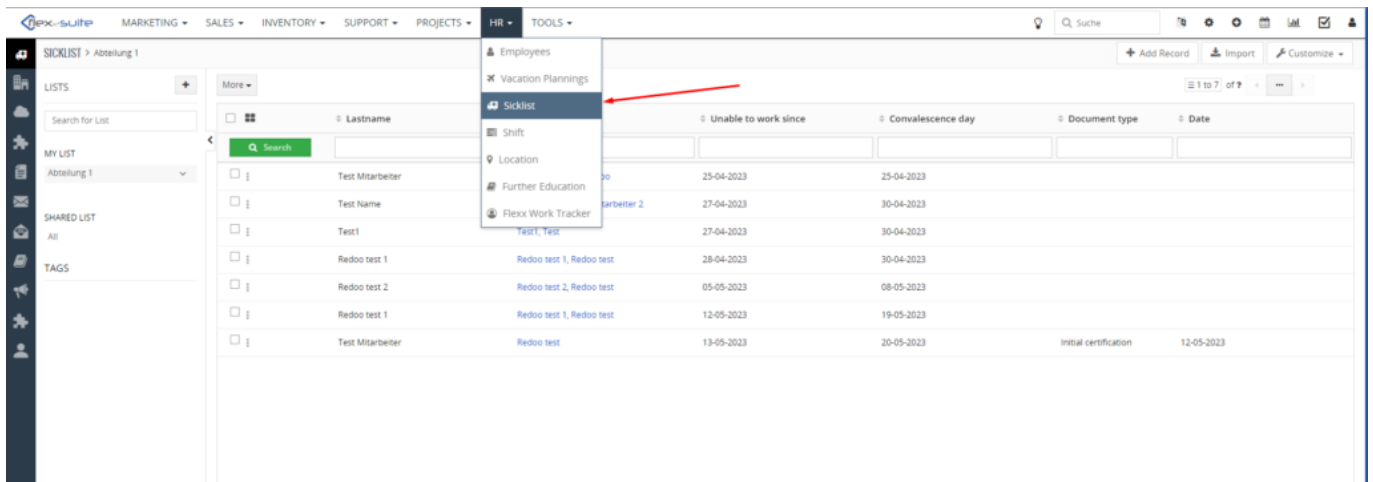 flex-suite MARKETING SALES INVENTORY SUPPORT PROJECTS HR TOOLS Suche
SICKLIST > Abteilung 1 Employees + Add Record Import Customize
Vacation Plannings
LISTS + More 1 to 7 of ?
Sicklist
Search for List Lastname Unable to work since Convalescence day Document type Date
Shift
Search
MY LIST Location
Abteilung 1 Test Mitarbeiter 25-04-2023 25-04-2023
Further Education
Test Name tarbeiter 2 27-04-2023 30-04-2023
SHARED LIST Flexx Work Tracker
All Test1 Test1, Test 27-04-2023 30-04-2023
Redoo test 1 Redoo test 1, Redoo test 28-04-2023 30-04-2023
TAGS
Redoo test 2 Redoo test 2, Redoo test 05-05-2023 08-05-2023
Redoo test 1 Redoo test 1, Redoo test 12-05-2023 19-05-2023
Test Mitarbeiter Redoo test 13-05-2023 20-05-2023 Initial certification 12-05-2023